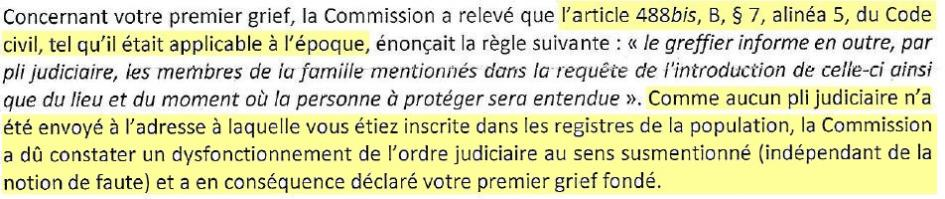 Concernant votre premier grief, la Commission a relevé que l'article 488bis, B, § 7, alinéa 5, du Code
civil, tel qu'il était applicable à l'époque, énonçait la règle suivante : « le greffier informe en outre, par
pli judiciaire, les membres de la famille mentionnés dans la requête de l'introduction de celle-ci ainsi
que du lieu et du moment où la personne à protéger sera entendue ». Comme aucun pli judiciaire n'a
été envoyé à l'adresse à laquelle vous étiez inscrite dans les registres de la population, la Commission
a dû constater un dysfonctionnement de l'ordre judiciaire au sens susmentionné (indépendant de la
notion de faute) et a en conséquence déclaré votre premier grief fondé.